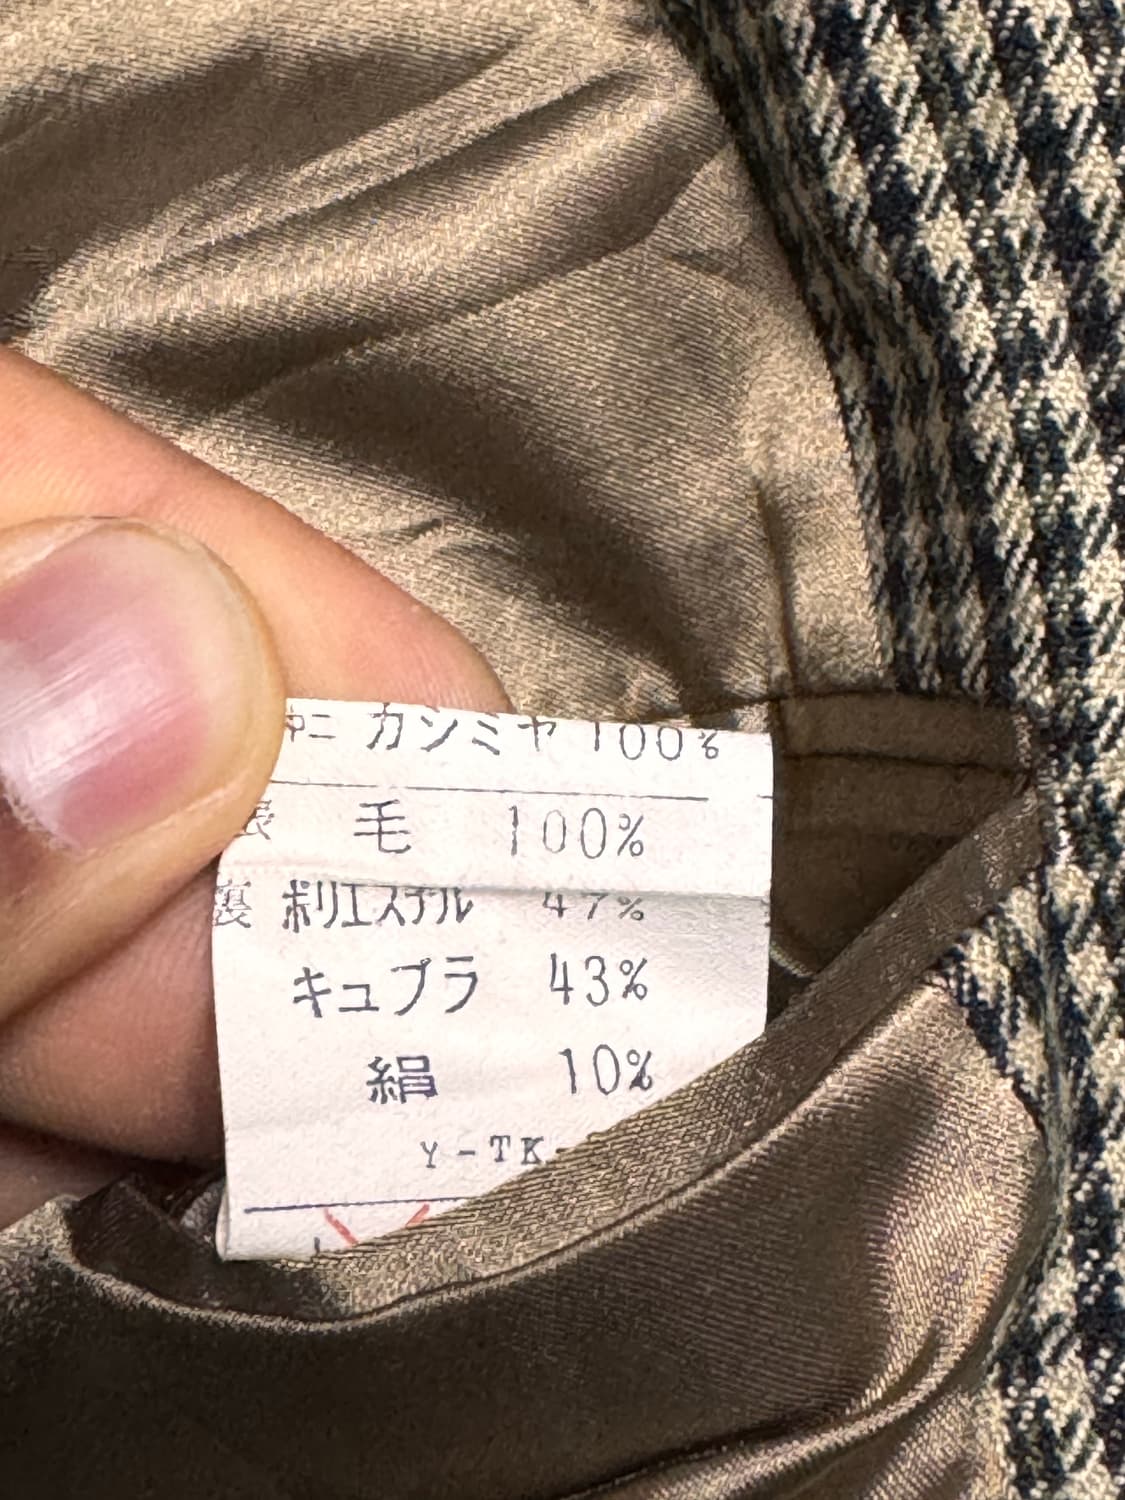 カシミヤ 100%
表 毛 100%
裏 ポリエステル 47%
キュプラ 43%
絹 10%
Y-TK